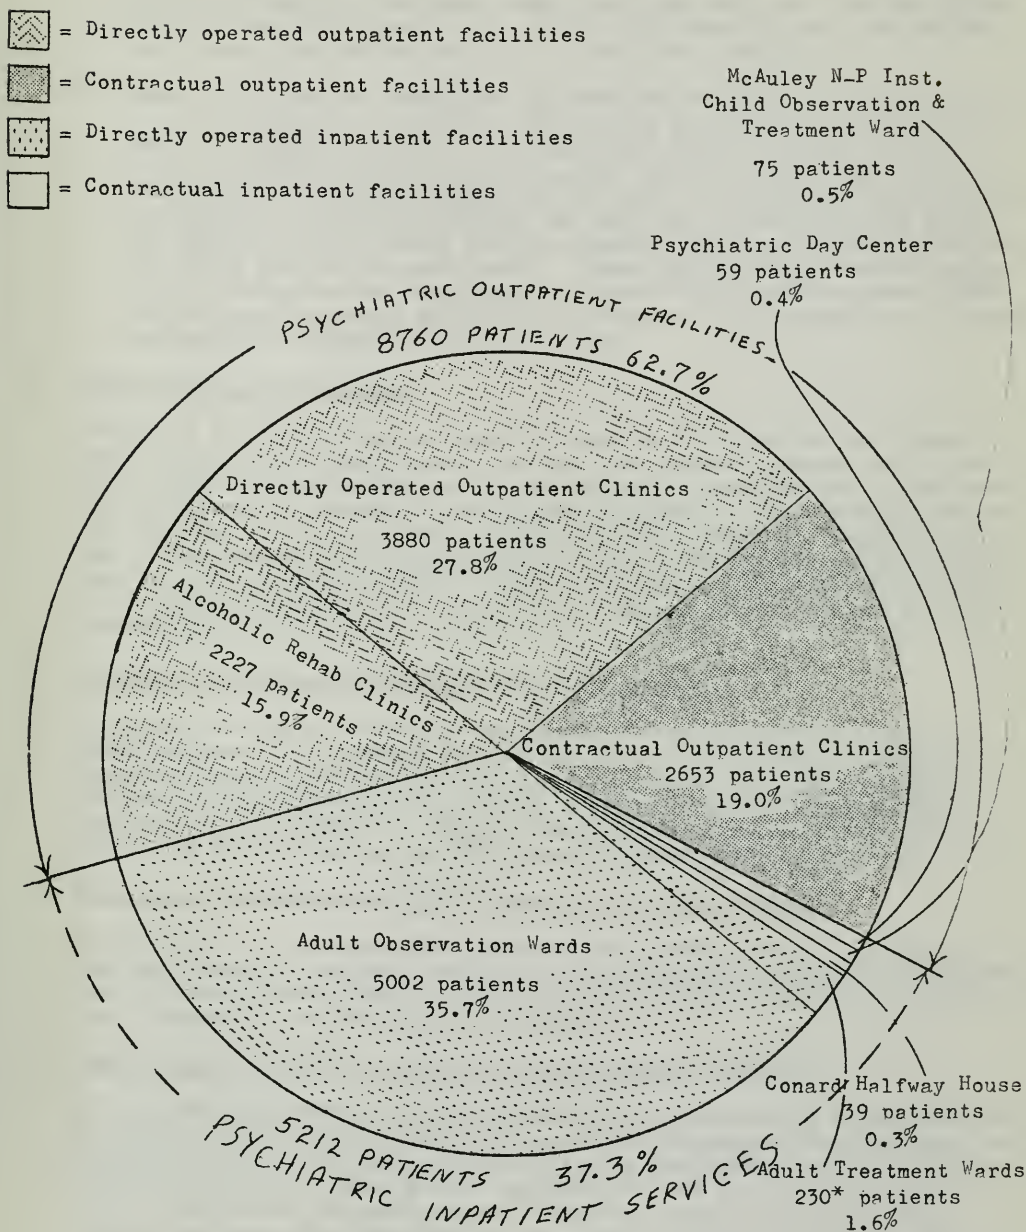 = Directly operated outpatient facilities
= Contractual outpatient facilities
= Directly operated inpatient facilities
= Contractual inpatient facilities
McAuley N-P Inst.
Child Observation &
Treatment Ward
75 patients
0.5%
Psychiatric Day Center
59 patients
0.4%
PSYCHIATRIC OUTPATIENT FACILITIES
8760 PATIENTS 62.7%
Directly Operated Outpatient Clinics
3880 patients
27.8%
Alcoholic Rehab Clinics
2227 patients
15.9%
Contractual Outpatient Clinics
2653 patients
19.0%
Adult Observation Wards
5002 patients
35.7%
Conard Halfway House
39 patients
0.3%
Adult Treatment Wards
230* patients
1.6%
5212 PATIENTS 37.3%
PSYCHIATRIC INPATIENT SERVICES